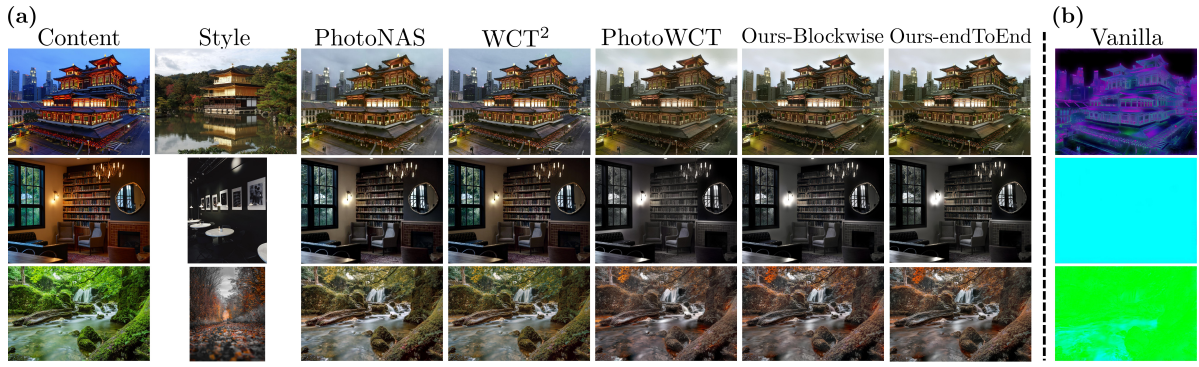 (a)
(b)
Content Style PhotoNAS WCT² PhotoWCT Ours-Blockwise Ours-endToEnd Vanilla